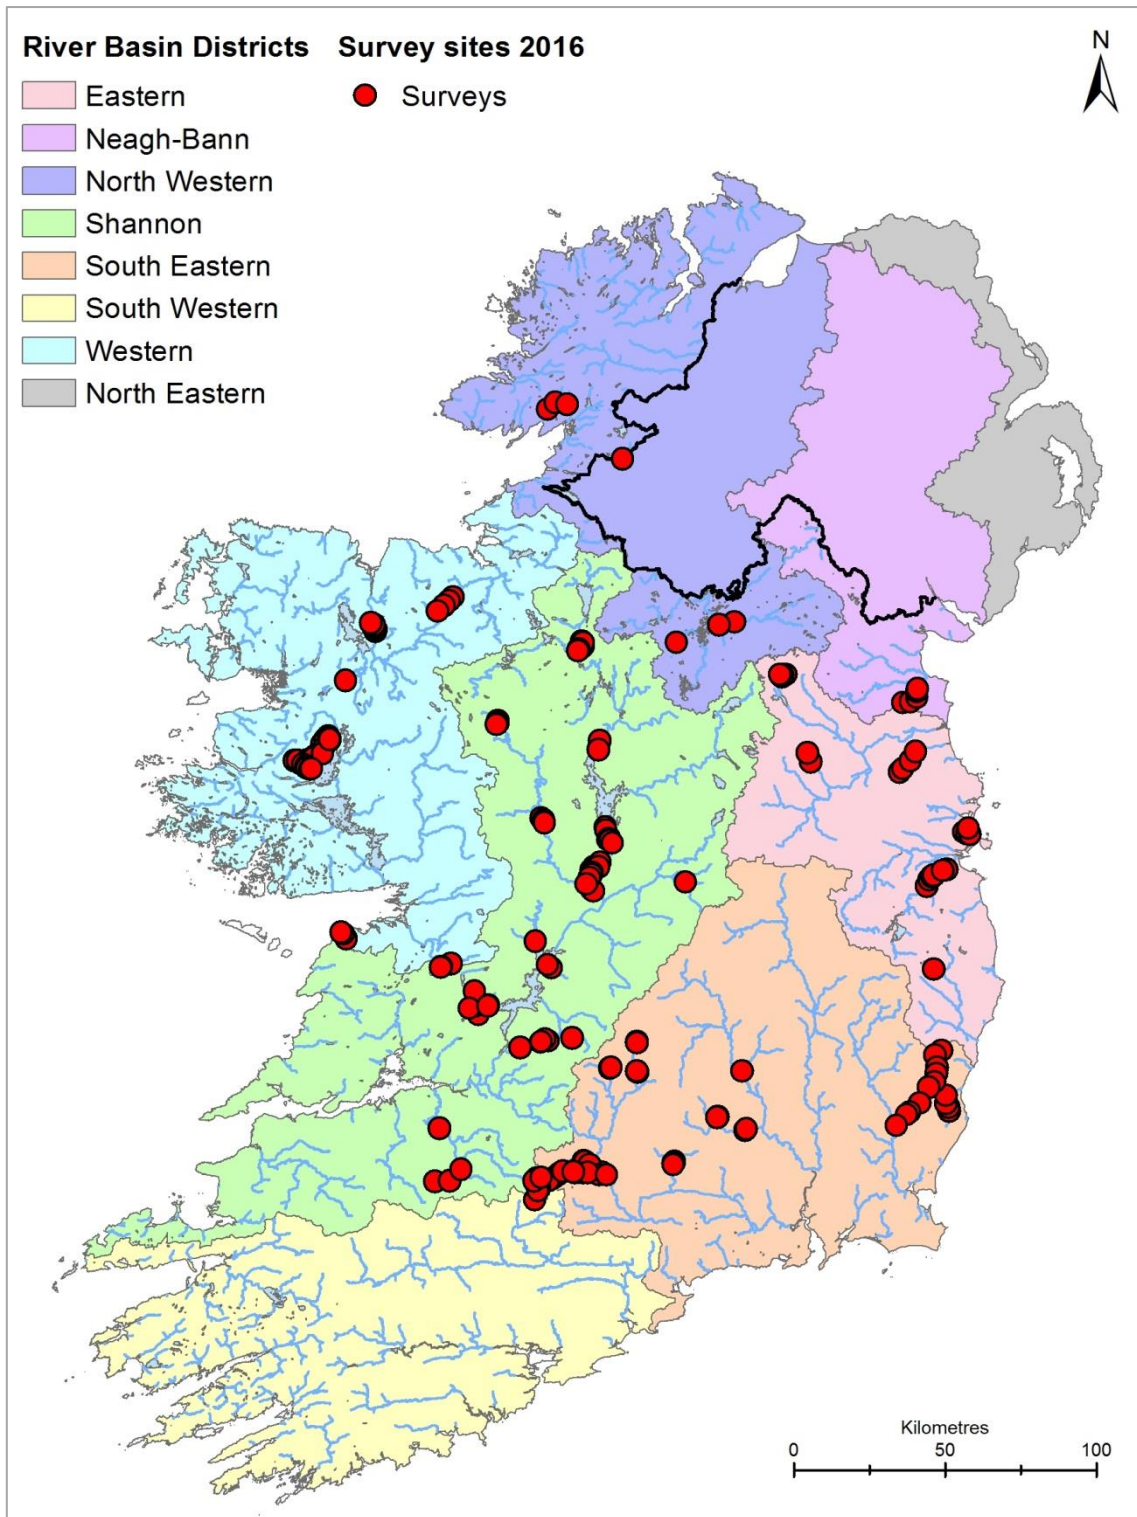 River Basin Districts
Eastern
Neagh-Bann
North Western
Shannon
South Eastern
South Western
Western
North Eastern
Survey sites 2016
Surveys
N
Kilometres
0 50 100